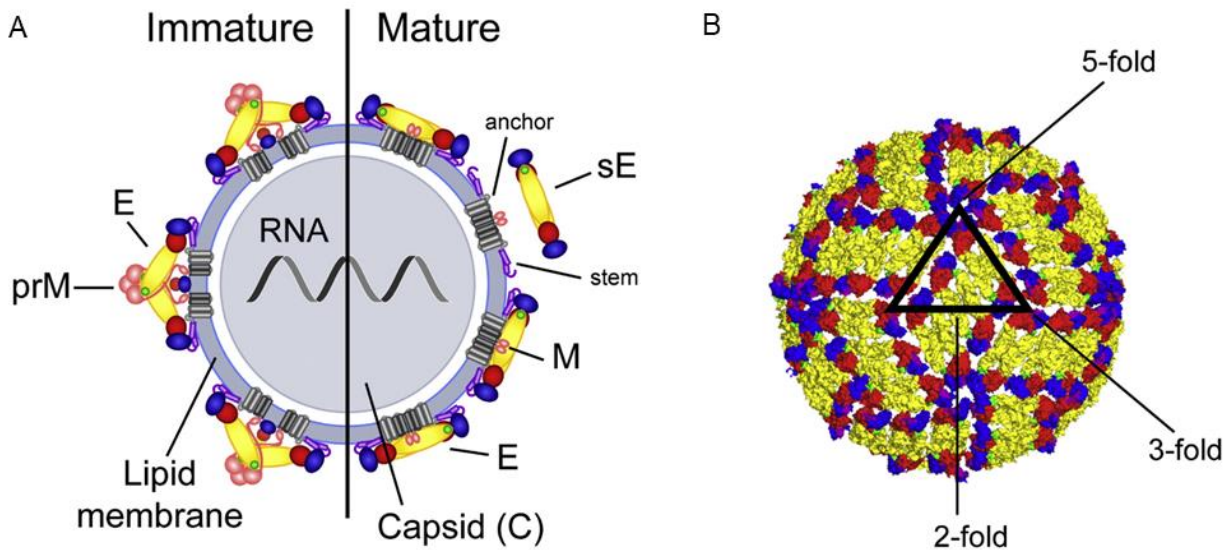 A
Immature
Mature
B
5-fold
anchor
sE
E
RNA
prM
stem
M
E
3-fold
Lipid
membrane
Capsid (C)
2-fold